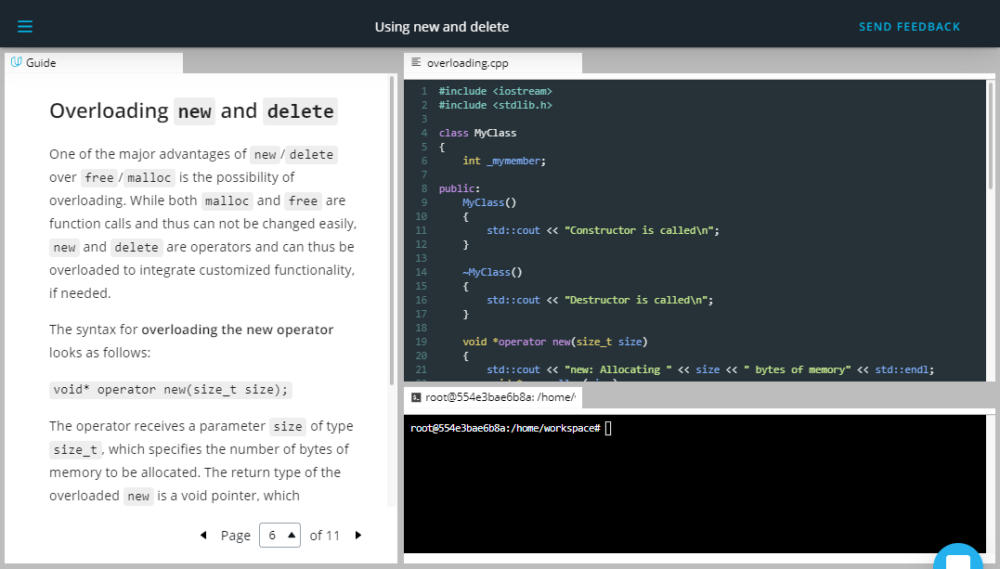 Using new and delete
SEND FEEDBACK
Guide
Overloading new and delete
One of the major advantages of new / delete
over free / malloc is the possibility of
overloading. While both malloc and free are
function calls and thus can not be changed easily,
new and delete are operators and can thus be
overloaded to integrate customized functionality,
if needed.
The syntax for overloading the new operator
looks as follows:
void* operator new(size_t size);
The operator receives a parameter size of type
size_t , which specifies the number of bytes of
memory to be allocated. The return type of the
overloaded new is a void pointer, which
Page 6 of 11
overloading.cpp
1 #include <iostream>
2 #include <stdlib.h>
3
4 class MyClass
5 {
6 int _mymember;
7
8 public:
9 MyClass()
10 {
11 std::cout << "Constructor is called\n";
12 }
13
14 ~MyClass()
15 {
16 std::cout << "Destructor is called\n";
17 }
18
19 void *operator new(size_t size)
20 {
21 std::cout << "new: Allocating " << size << " bytes of memory" << std::endl;
root@554e3bae6b8a: /home/
root@554e3bae6b8a:/home/workspace#